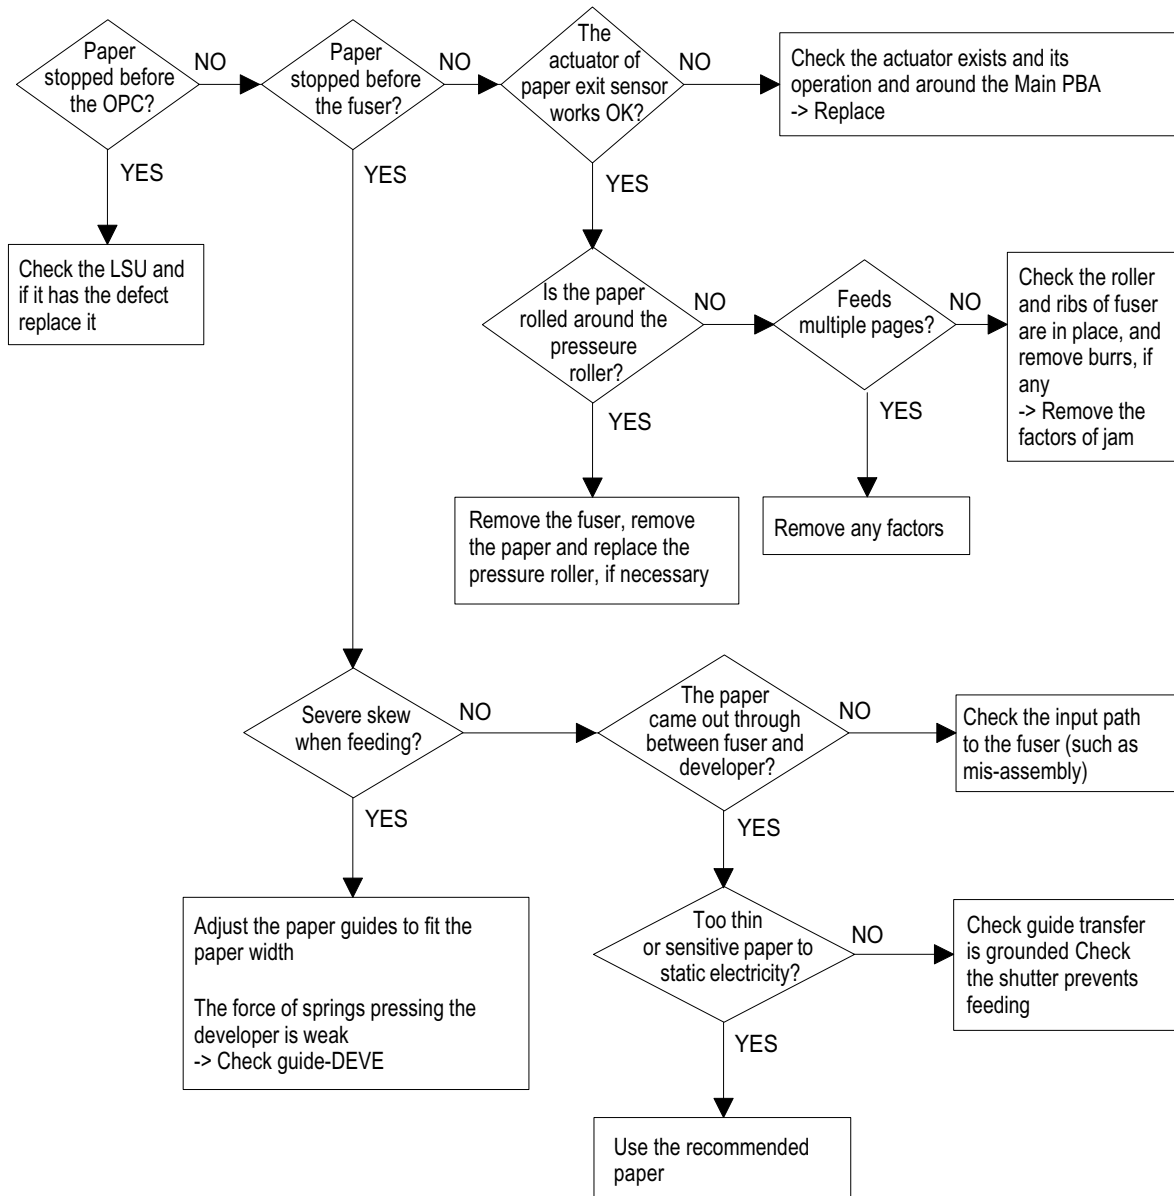 Paper
stopped before
the OPC?
NO
YES
Check the LSU and
if it has the defect
replace it
Paper
stopped before
the fuser?
NO
YES
The
actuator of
paper exit sensor
works OK?
NO
YES
Check the actuator exists and its
operation and around the Main PBA
-> Replace
Is the paper
rolled around the
preseure
roller?
NO
YES
Feeds
multiple pages?
NO
YES
Check the roller
and ribs of fuser
are in place, and
remove burrs, if
any
-> Remove the
factors of jam
Remove the fuser, remove
the paper and replace the
pressure roller, if necessary
Remove any factors
Severe skew
when feeding?
NO
YES
The paper
came out through
between fuser and
developer?
NO
YES
Check the input path
to the fuser (such as
mis-assembly)
Adjust the paper guides to fit the
paper width
The force of springs pressing the
developer is weak
-> Check guide-DEVE
Too thin
or sensitive paper to
static electricity?
NO
YES
Check guide transfer
is grounded Check
the shutter prevents
feeding
Use the recommended
paper